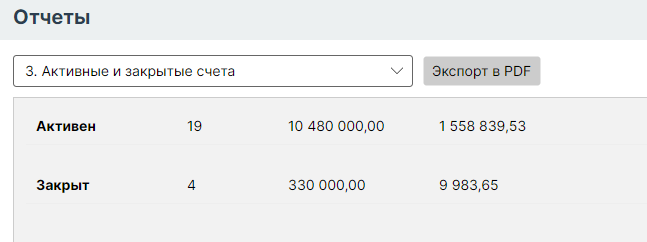 Отчеты
3. Активные и закрытые счета
Экспорт в PDF
Активен 19 10 480 000,00 1 558 839,53
Закрыт 4 330 000,00 9 983,65